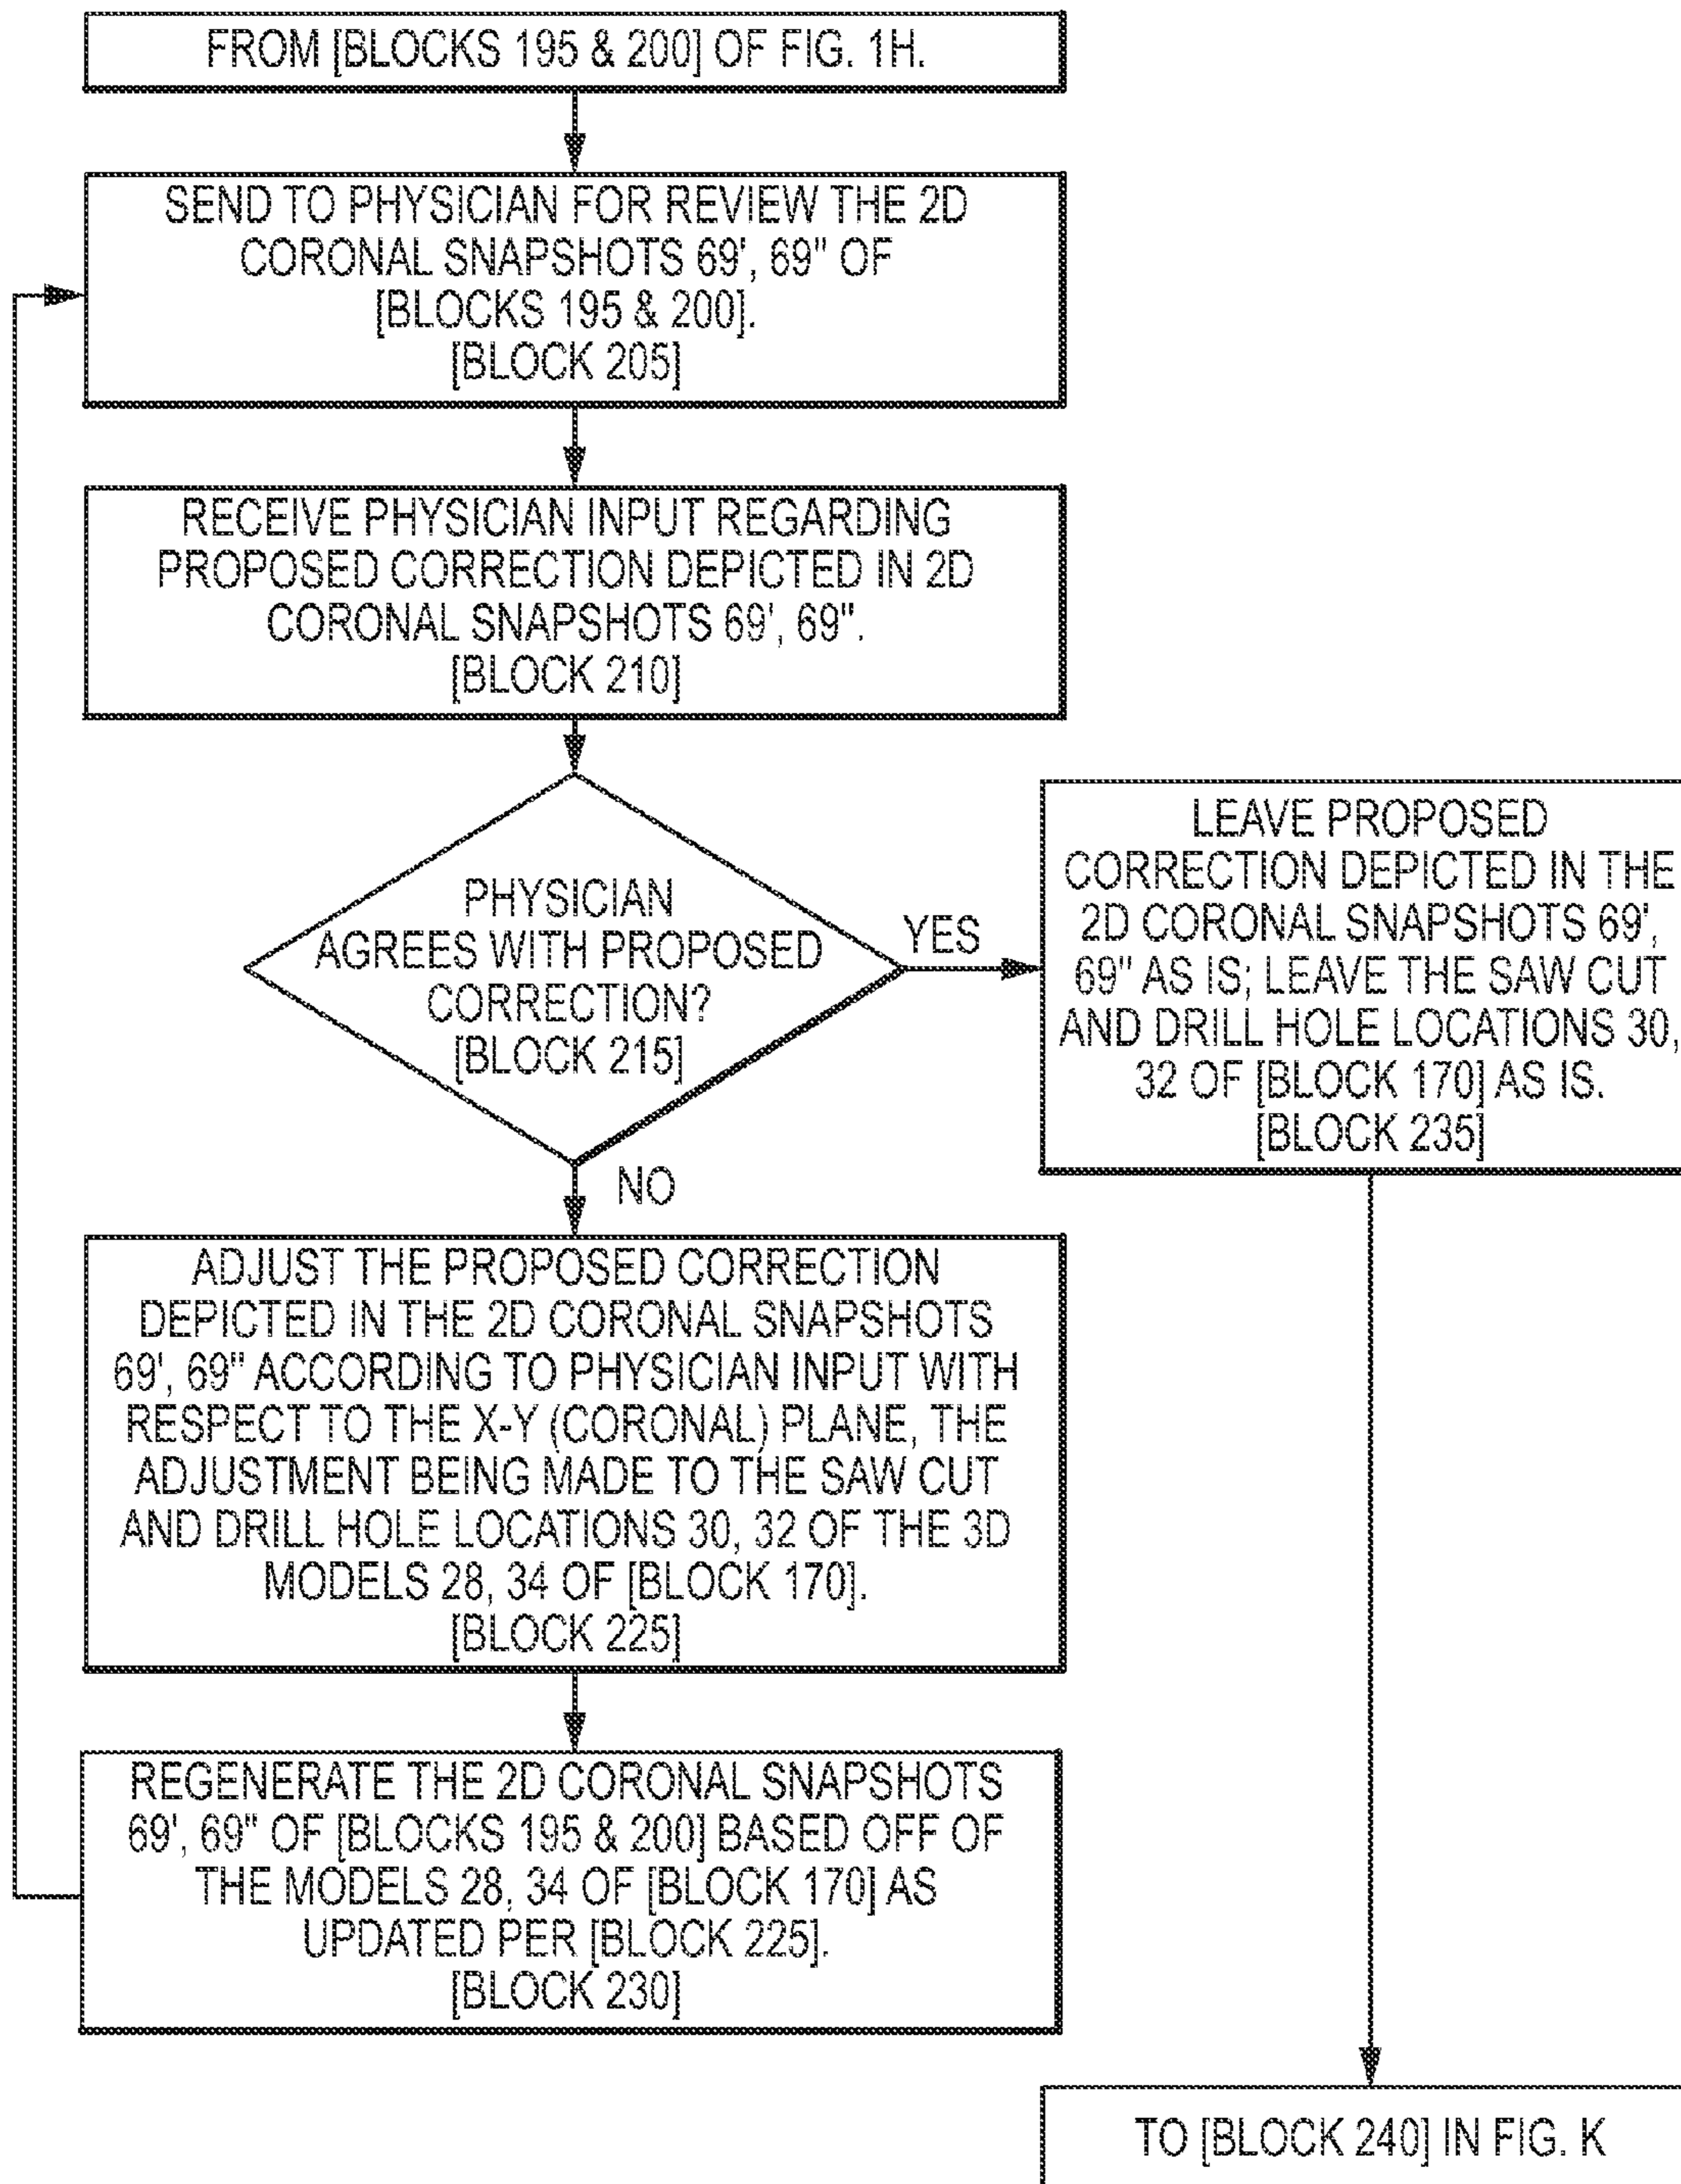 FROM [BLOCKS 195 & 200] OF FIG. 1H.
SEND TO PHYSICIAN FOR REVIEW THE 2D
CORONAL SNAPSHOTS 69', 69" OF
[BLOCKS 195 & 200].
[BLOCK 205]
RECEIVE PHYSICIAN INPUT REGARDING
PROPOSED CORRECTION DEPICTED IN 2D
CORONAL SNAPSHOTS 69', 69".
[BLOCK 210]
PHYSICIAN
AGREES WITH PROPOSED
CORRECTION?
[BLOCK 215]
YES
LEAVE PROPOSED
CORRECTION DEPICTED IN THE
2D CORONAL SNAPSHOTS 69',
69" AS IS; LEAVE THE SAW CUT
AND DRILL HOLE LOCATIONS 30,
32 OF [BLOCK 170] AS IS.
[BLOCK 235]
NO
ADJUST THE PROPOSED CORRECTION
DEPICTED IN THE 2D CORONAL SNAPSHOTS
69', 69" ACCORDING TO PHYSICIAN INPUT WITH
RESPECT TO THE X-Y (CORONAL) PLANE, THE
ADJUSTMENT BEING MADE TO THE SAW CUT
AND DRILL HOLE LOCATIONS 30, 32 OF THE 3D
MODELS 28, 34 OF [BLOCK 170].
[BLOCK 225]
REGENERATE THE 2D CORONAL SNAPSHOTS
69', 69" OF [BLOCKS 195 & 200] BASED OFF OF
THE MODELS 28, 34 OF [BLOCK 170] AS
UPDATED PER [BLOCK 225].
[BLOCK 230]
TO [BLOCK 240] IN FIG. K